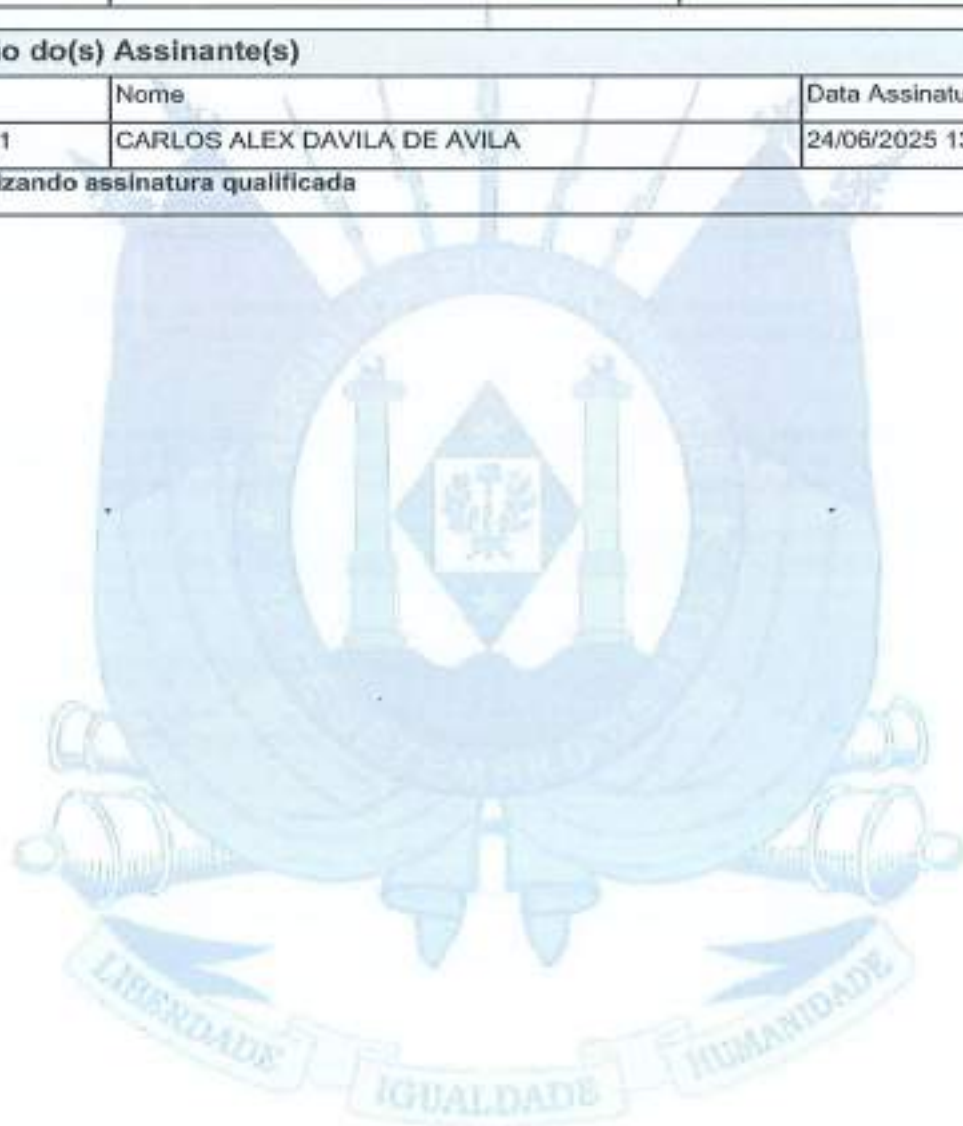 o do(s) Assinante(s)
Nome Data Assinatu
1 CARLOS ALEX DAVILA DE AVILA 24/06/2025 13
izando assinatura qualificada
LIBERDADE IGUALDADE HUMANIDADE